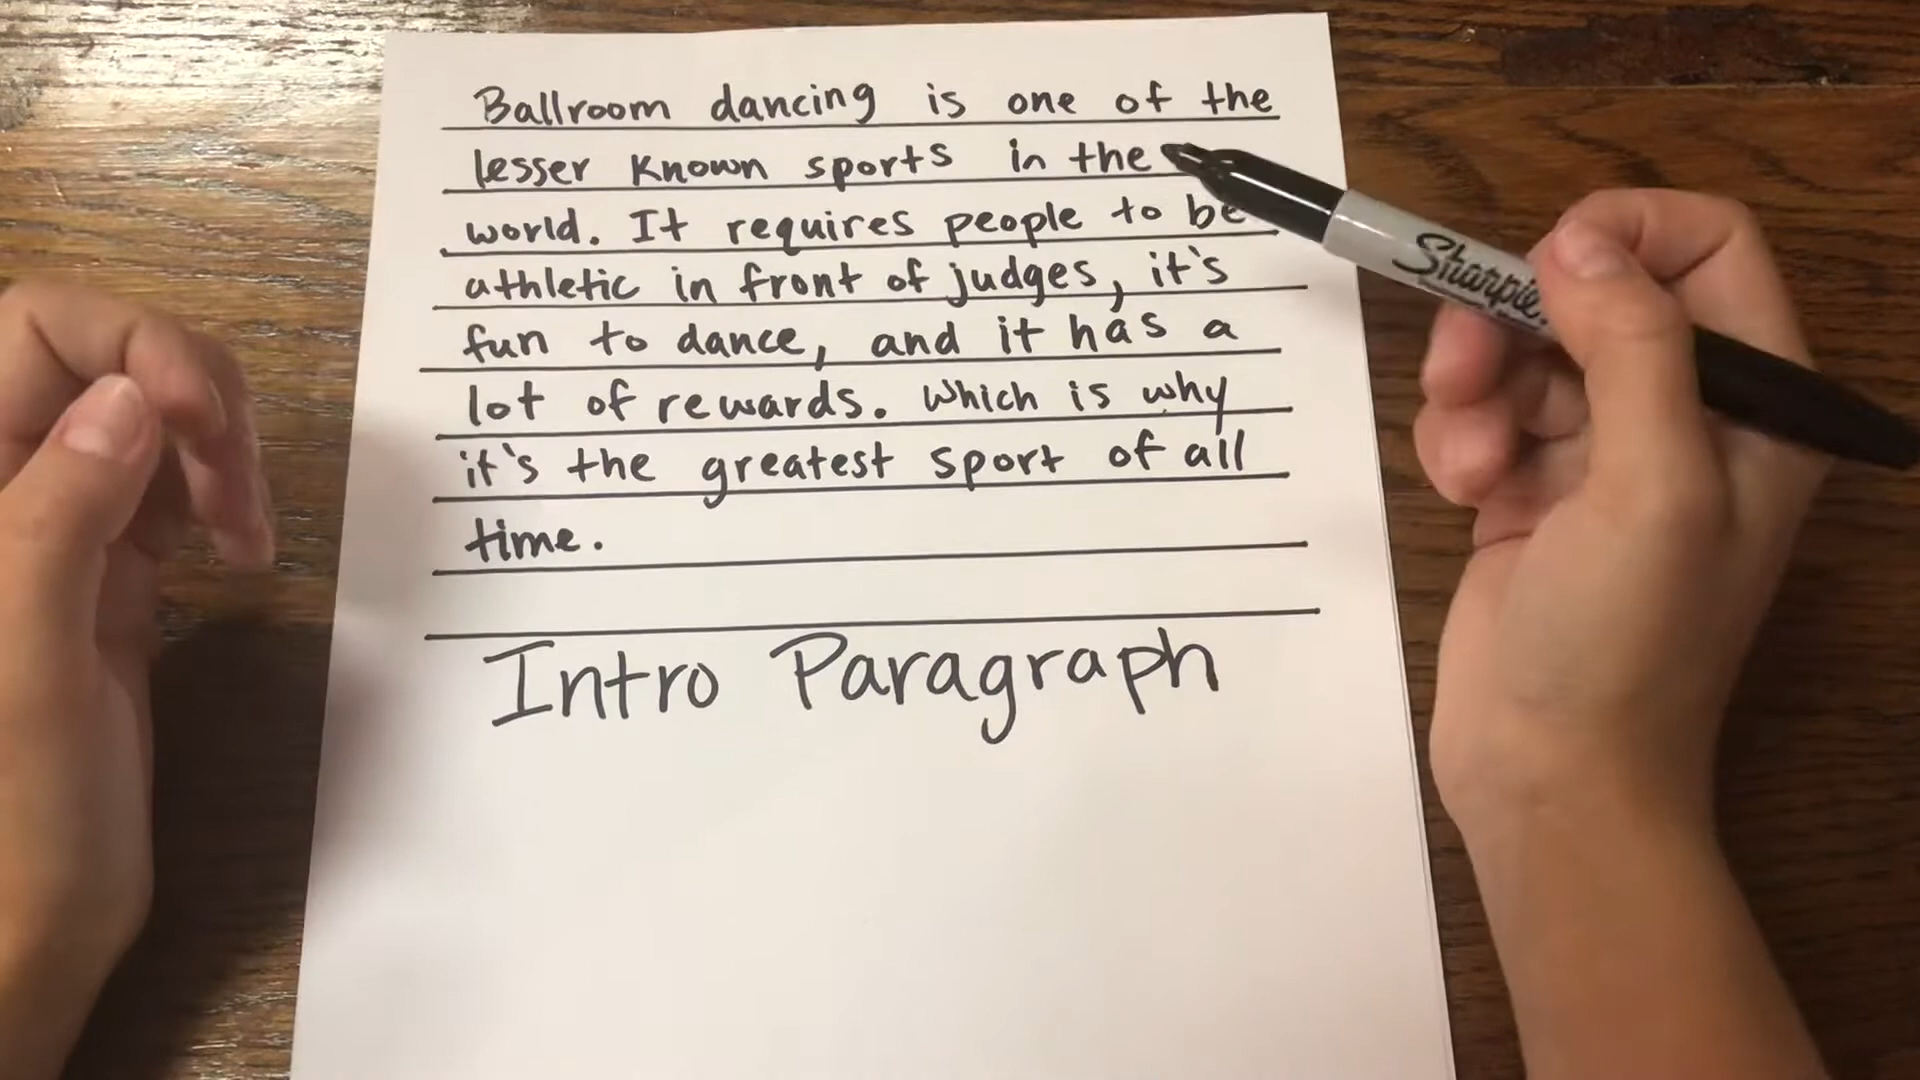 Ballroom dancing is one of the
lesser known sports in the
world. It requires people to be
athletic in front of judges, it's
fun to dance, and it has a
lot of rewards. Which is why
it's the greatest sport of all
time.
Intro Paragraph
Sharpie